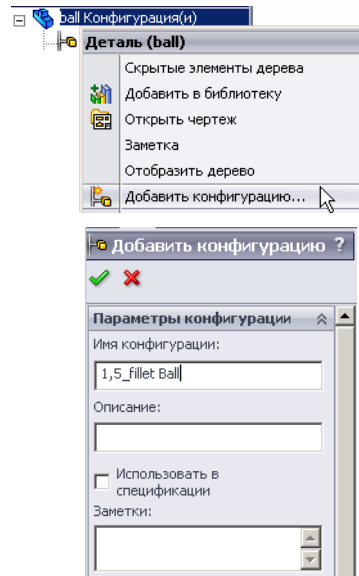 ball Конфигурация(и)
Деталь (ball)
Скрытые элементы дерева
Добавить в библиотеку
Открыть чертеж
Заметка
Отобразить дерево
Добавить конфигурацию...
Добавить конфигурацию ?
Параметры конфигурации
Имя конфигурации:
1,5_fillet Ball
Описание:
Использовать в
спецификации
Заметки: